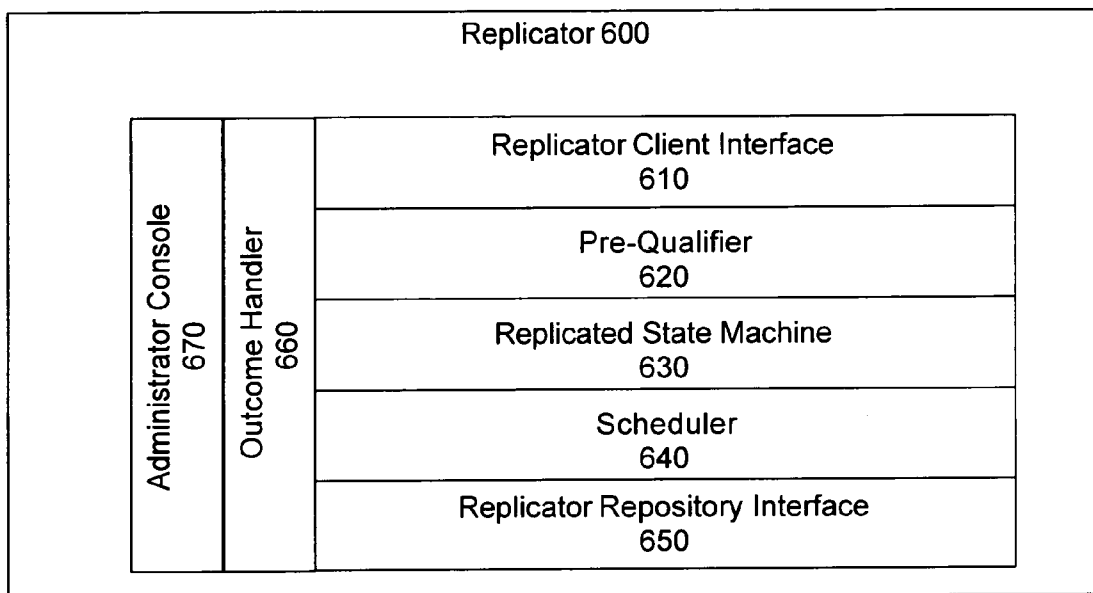 Replicator 600
Administrator Console
670
Outcome Handler
660
Replicator Client Interface
610
Pre-Qualifier
620
Replicated State Machine
630
Scheduler
640
Replicator Repository Interface
650